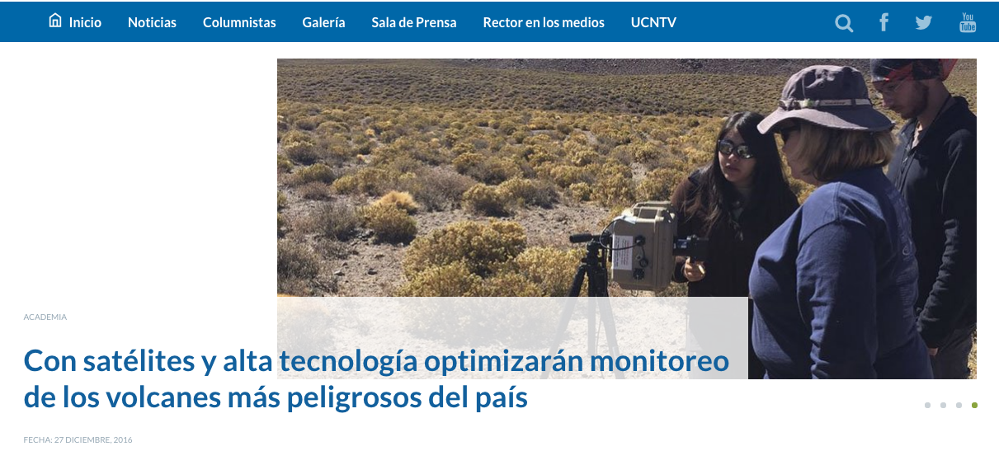 Inicio Noticias Columnistas Galería Sala de Prensa Rector en los medios UCNTV
You
Tube
ACADEMIA
Con satélites y alta tecnología optimizarán monitoreo
de los volcanes más peligrosos del país
FECHA: 27 DICIEMBRE, 2016